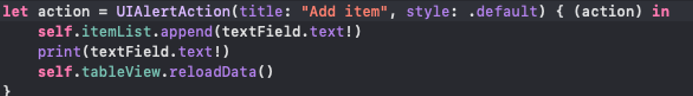 let action = UIAlertAction(title: "Add item", style: .default) { (action) in
self.itemList.append(textField.text!)
print(textField.text!)
self.tableView.reloadData()
}